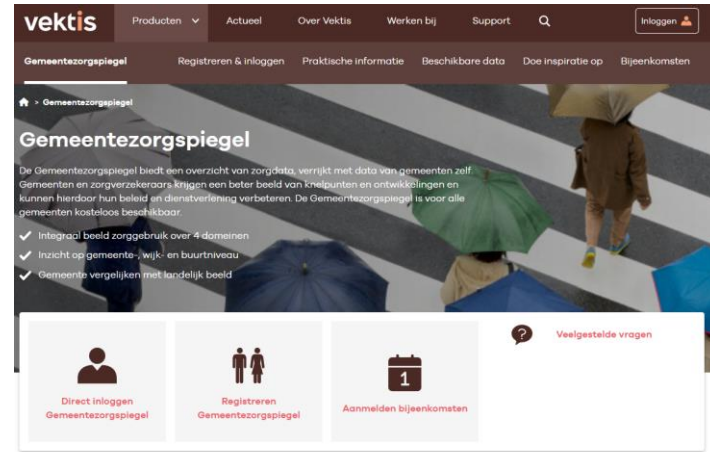 vektis
Producten
Actueel
Over Vektis
Werken bij
Support
Inloggen
Gemeentezorgspiegel
Registreren & inloggen
Praktische informatie
Beschikbare data
Doe inspiratie op
Bijeenkomsten
> Gemeentezorgspiegel
Gemeentezorgspiegel
De Gemeentezorgspiegel biedt een overzicht van zorgdata, verrijkt met data van gemeenten zelf.
Gemeenten en zorgverzekeraars krijgen een beter beeld van knelpunten en ontwikkelingen en
kunnen hierdoor hun beleid en dienstverlening verbeteren. De Gemeentezorgspiegel is voor alle
gemeenten kosteloos beschikbaar.
Integraal beeld zorggebruik over 4 domeinen
Inzicht op gemeente-, wijk- en buurtniveau
Gemeente vergelijken met landelijk beeld
Direct inloggen
Gemeentezorgspiegel
Registreren
Gemeentezorgspiegel
1
Aanmelden bijeenkomsten
?
Veelgestelde vragen